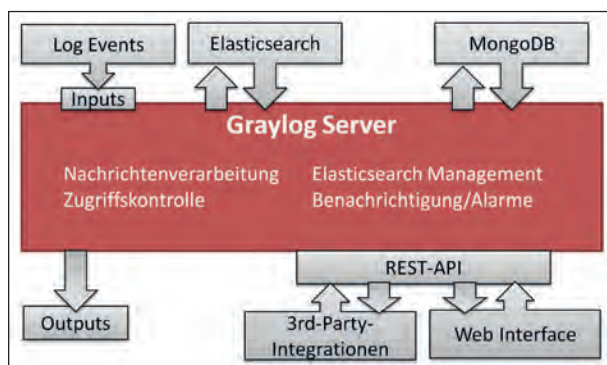 Log Events
Elasticsearch
MongoDB
Inputs
Graylog Server
Nachrichtenverarbeitung
Zugriffskontrolle
Elasticsearch Management
Benachrichtigung/Alarme
REST-API
Outputs
3rd-Party-
Integrationen
Web Interface